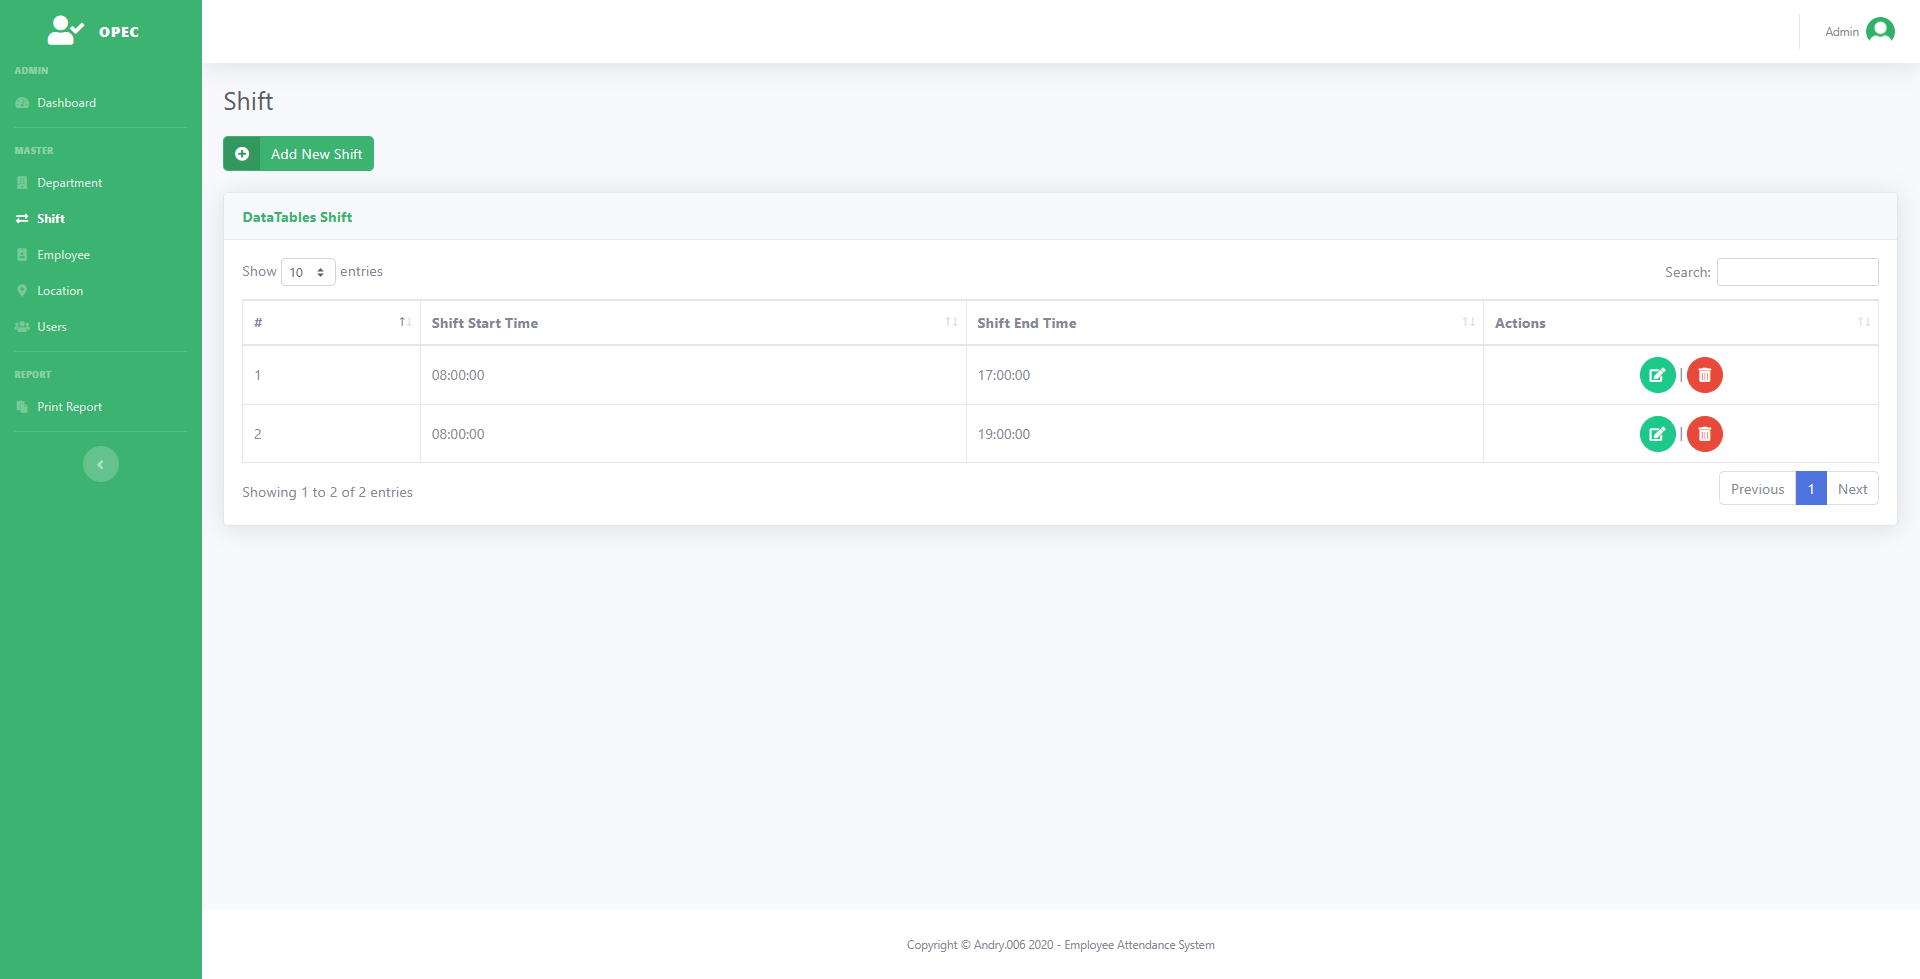 OPEC
Admin
ADMIN
Dashboard
MASTER
Department
Shift
Employee
Location
Users
REPORT
Print Report
Shift
Add New Shift
DataTables Shift
Show 10 entries
Search:
# Shift Start Time Shift End Time Actions
1 08:00:00 17:00:00 |
2 08:00:00 19:00:00 |
Showing 1 to 2 of 2 entries
Previous 1 Next
Copyright © Andry.006 2020 - Employee Attendance System